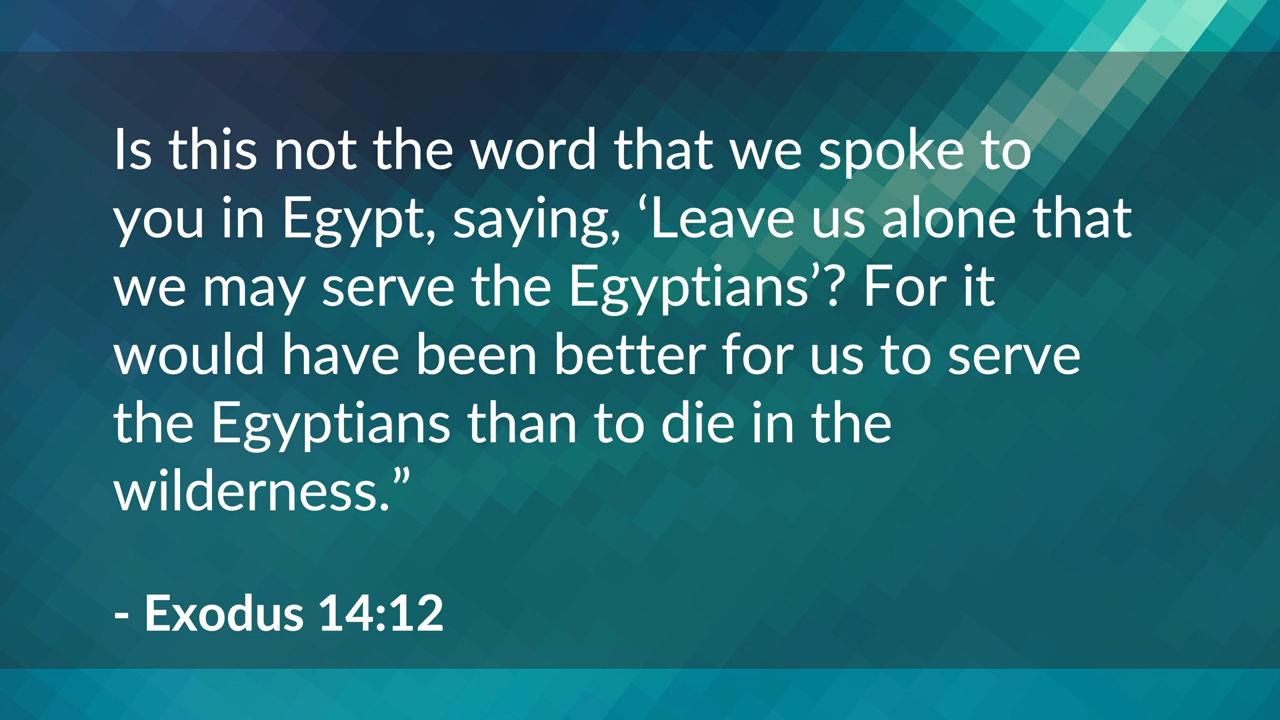 Is this not the word that we spoke to
you in Egypt, saying, ‘Leave us alone that
we may serve the Egyptians’? For it
would have been better for us to serve
the Egyptians than to die in the
wilderness.”
- Exodus 14:12